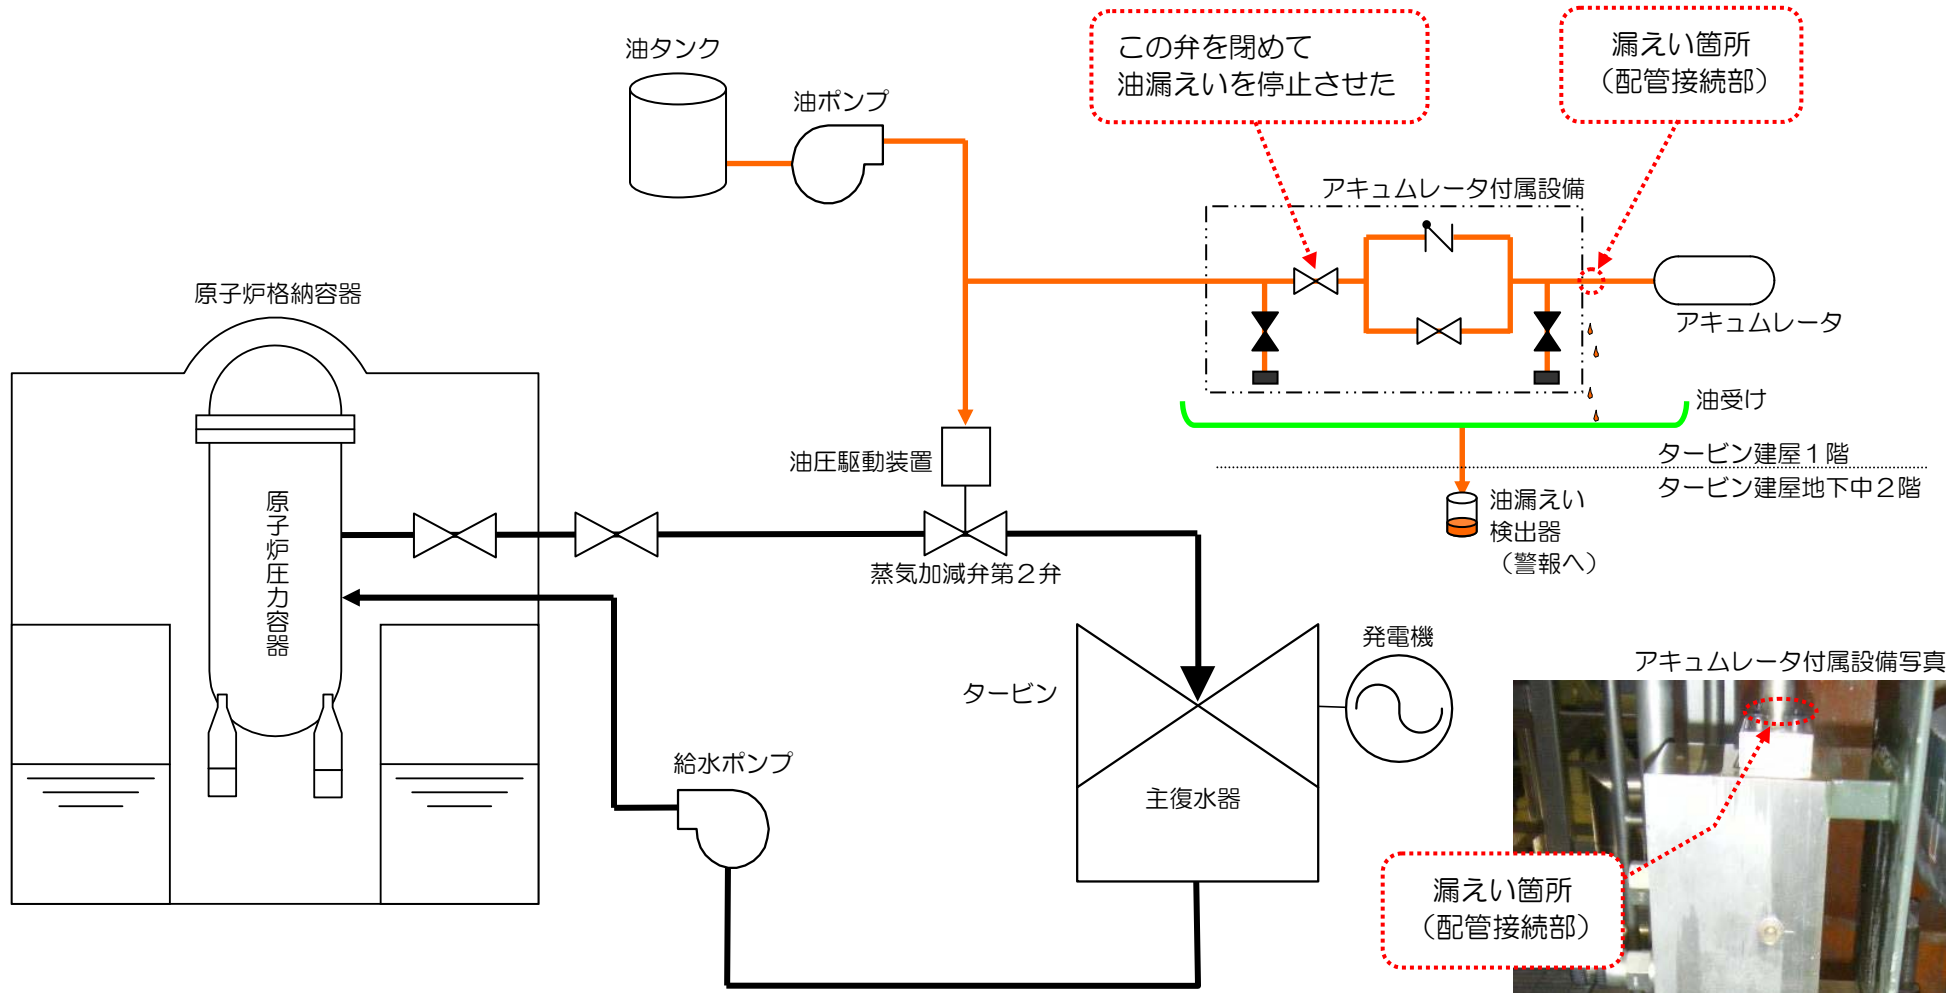 油タンク
油ポンプ
この弁を閉めて
油漏えいを停止させた
漏えい箇所
（配管接続部）
アキュムレータ付属設備
アキュムレータ
油受け
タービン建屋１階
タービン建屋地下中２階
油漏えい
検出器
（警報へ）
原子炉格納容器
原子炉圧力容器
油圧駆動装置
蒸気加減弁第２弁
タービン
発電機
主復水器
給水ポンプ
アキュムレータ付属設備写真
漏えい箇所
（配管接続部）